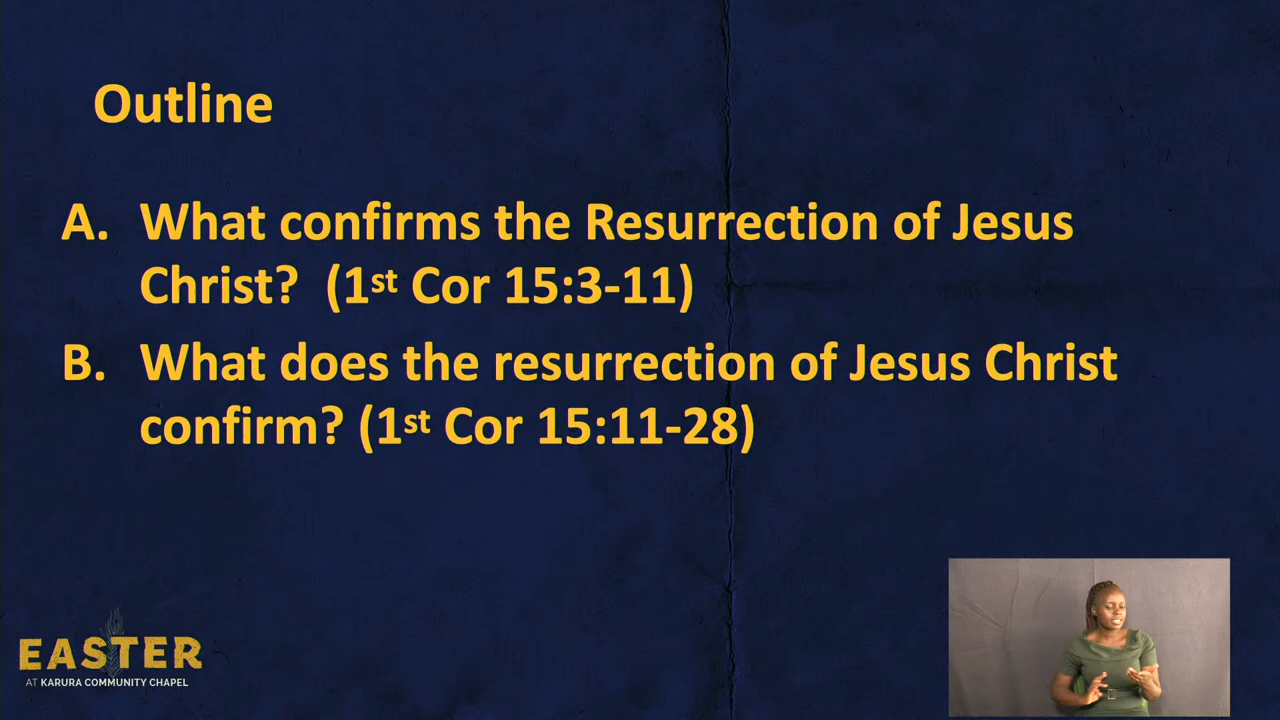 Outline
A. What confirms the Resurrection of Jesus
Christ? (1st Cor 15:3-11)
B. What does the resurrection of Jesus Christ
confirm? (1st Cor 15:11-28)
EASTER
AT KARURA COMMUNITY CHAPEL